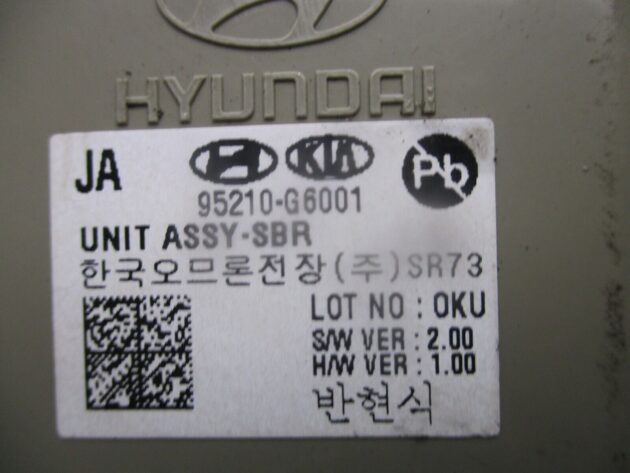 HYUNDAI
JA KIA Pb
95210-G6001
UNIT ASSY-SBR
한국오므론전장(주)SR73
LOT NO : OKU
S/W VER : 2.00
H/W VER : 1.00
반현식